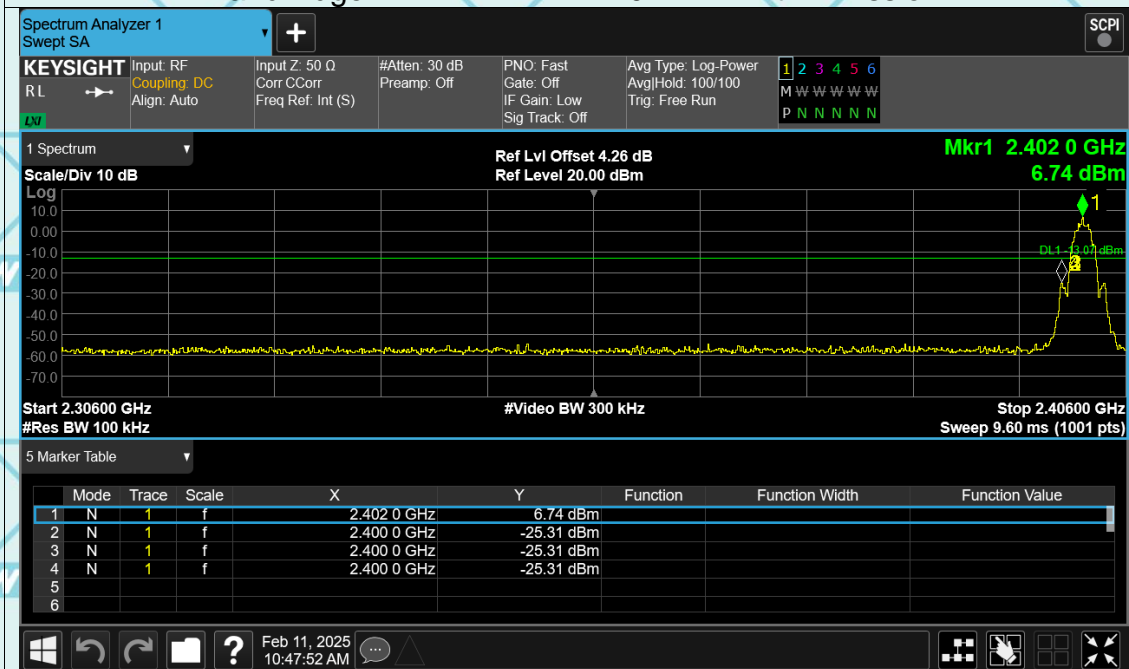 Spectrum Analyzer 1
Swept SA
+
SCPI
KEYSIGHT
RL
LXI
Input: RF
Coupling: DC
Align: Auto
Input Z: 50 Ω
Corr CCorr
Freq Ref: Int (S)
#Atten: 30 dB
Preamp: Off
PNO: Fast
Gate: Off
IF Gain: Low
Sig Track: Off
Avg Type: Log-Power
Avg|Hold: 100/100
Trig: Free Run
1 2 3 4 5 6
M W W W W W
P N N N N N
1 Spectrum
Scale/Div 10 dB
Ref Lvl Offset 4.26 dB
Ref Level 20.00 dBm
Mkr1 2.402 0 GHz
6.74 dBm
Log
10.0
0.00
-10.0
-20.0
-30.0
-40.0
-50.0
-60.0
-70.0
1
DL1 -13.07 dBm
Start 2.30600 GHz
#Res BW 100 kHz
#Video BW 300 kHz
Stop 2.40600 GHz
Sweep 9.60 ms (1001 pts)
5 Marker Table
Mode Trace Scale X Y Function Function Width Function Value
1 N 1 f 2.402 0 GHz 6.74 dBm
2 N 1 f 2.400 0 GHz -25.31 dBm
3 N 1 f 2.400 0 GHz -25.31 dBm
4 N 1 f 2.400 0 GHz -25.31 dBm
5
6
?
Feb 11, 2025
10:47:52 AM